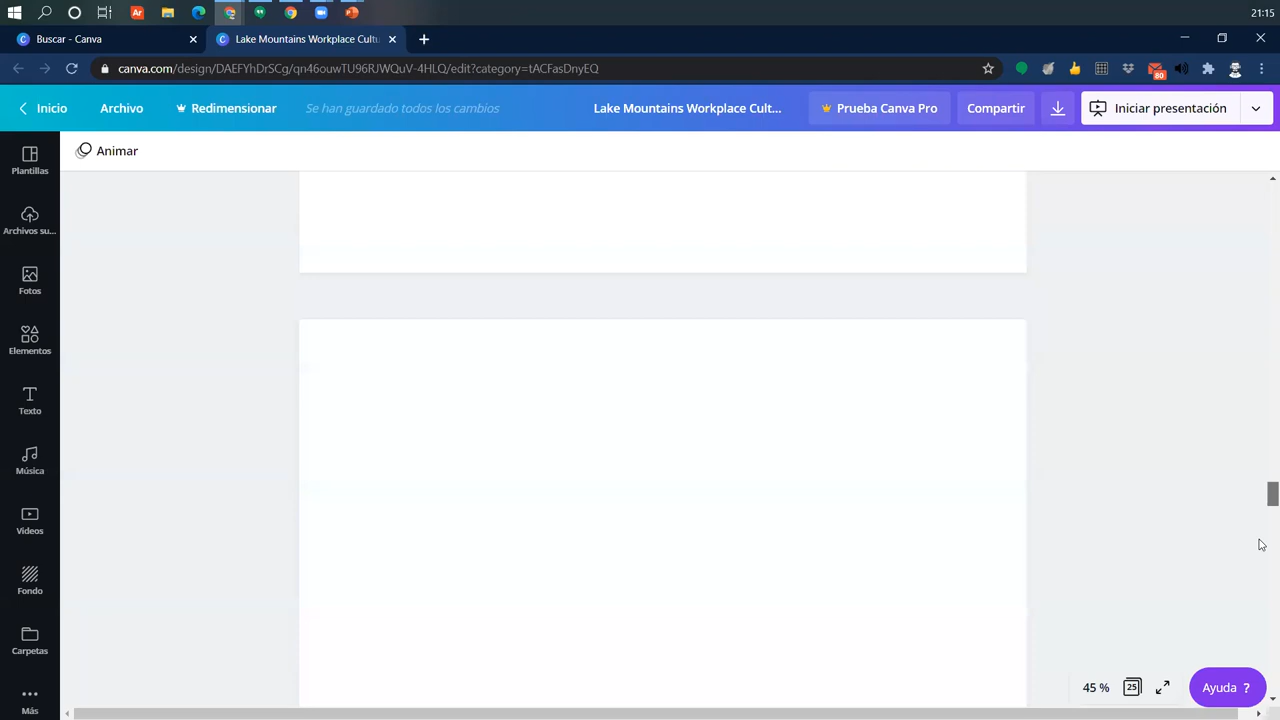 21:15
Buscar - Canva
Lake Mountains Workplace Cultu
canva.com/design/DAEFYhDrSCg/qn46ouwTU96RJWQuV-4HLQ/edit?category=tACFasDnyEQ
80
Inicio
Archivo
Redimensionar
Se han guardado todos los cambios
Lake Mountains Workplace Cult...
Prueba Canva Pro
Compartir
Iniciar presentación
Animar
Plantillas
Archivos su...
Fotos
Elementos
Texto
Música
Vídeos
Fondo
Carpetas
Más
45 %
25
Ayuda ?